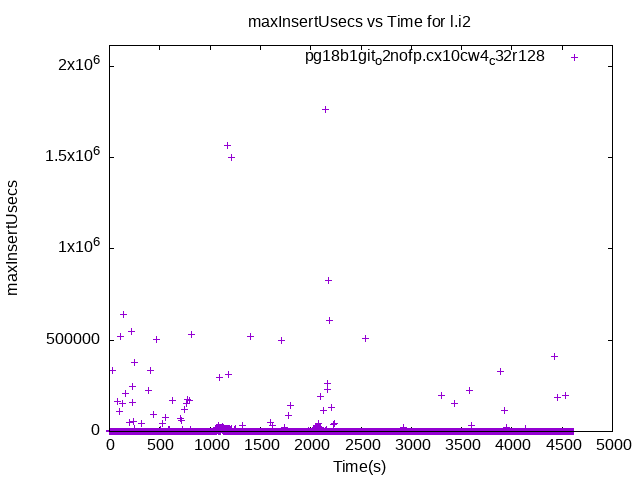 maxInsertUsecs vs Time for l.i2
pg18b1git_o2nofp.cx10cw4_c32r128
2x10^6
1.5x10^6
1x10^6
500000
0
maxInsertUsecs
0 500 1000 1500 2000 2500 3000 3500 4000 4500 5000
Time(s)